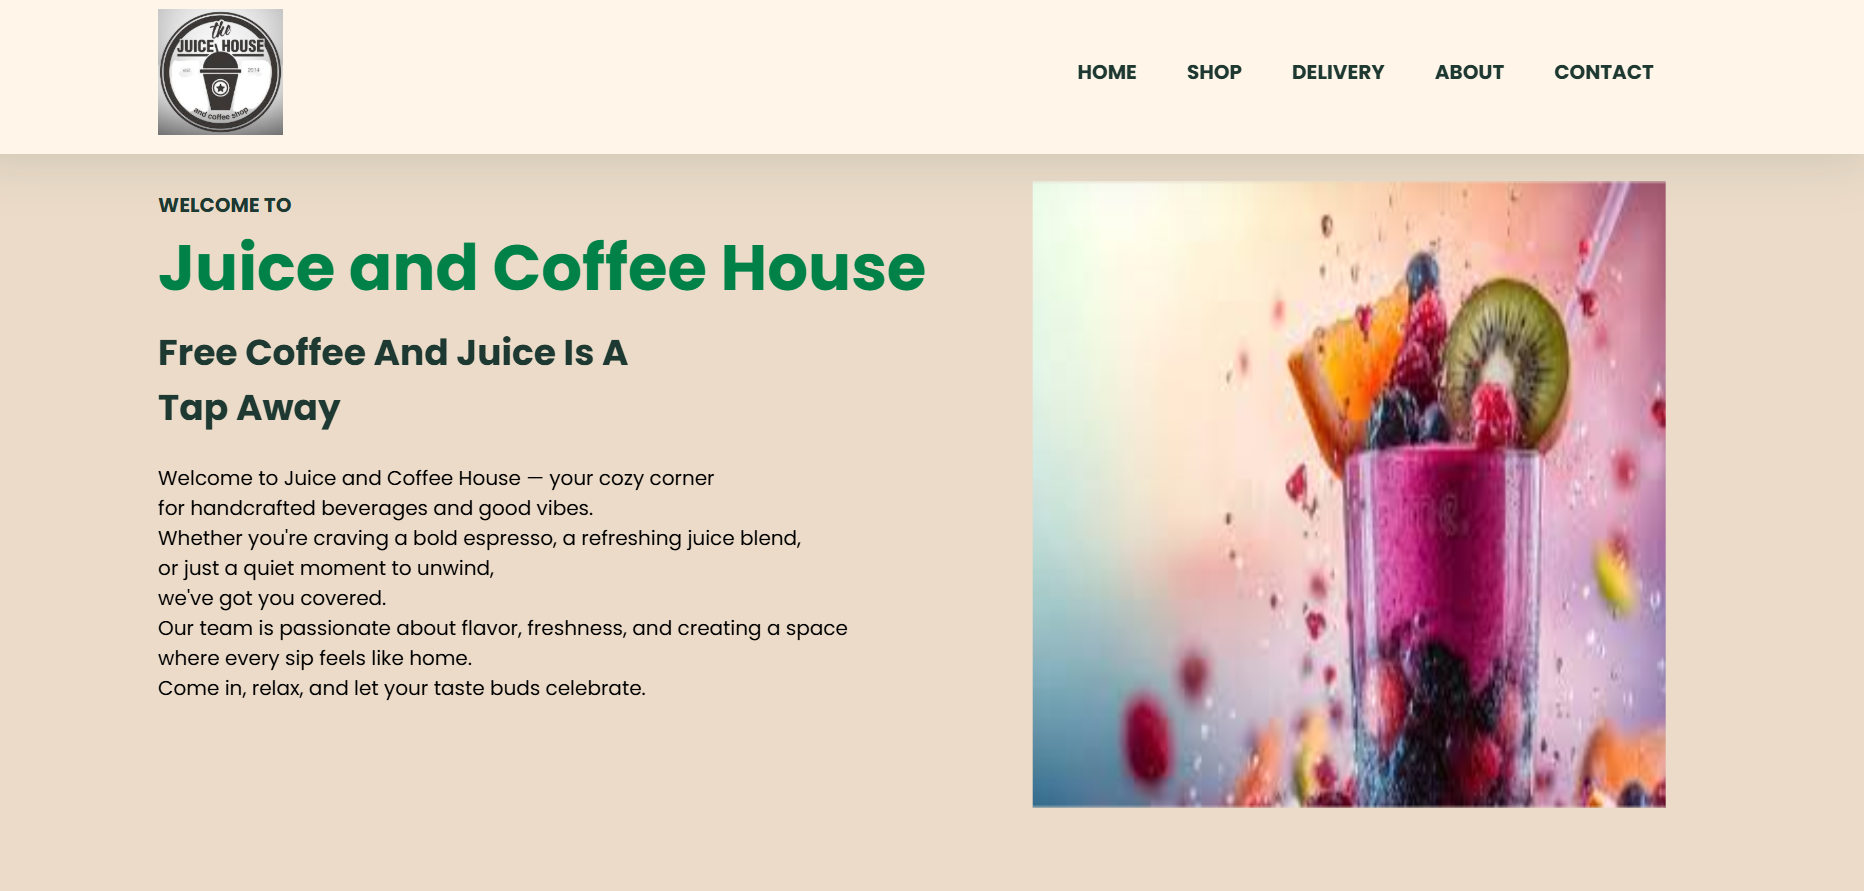 the
JUICE HOUSE
2014
and coffee shop
HOME SHOP DELIVERY ABOUT CONTACT
WELCOME TO
Juice and Coffee House
Free Coffee And Juice Is A
Tap Away
Welcome to Juice and Coffee House — your cozy corner
for handcrafted beverages and good vibes.
Whether you're craving a bold espresso, a refreshing juice blend,
or just a quiet moment to unwind,
we've got you covered.
Our team is passionate about flavor, freshness, and creating a space
where every sip feels like home.
Come in, relax, and let your taste buds celebrate.